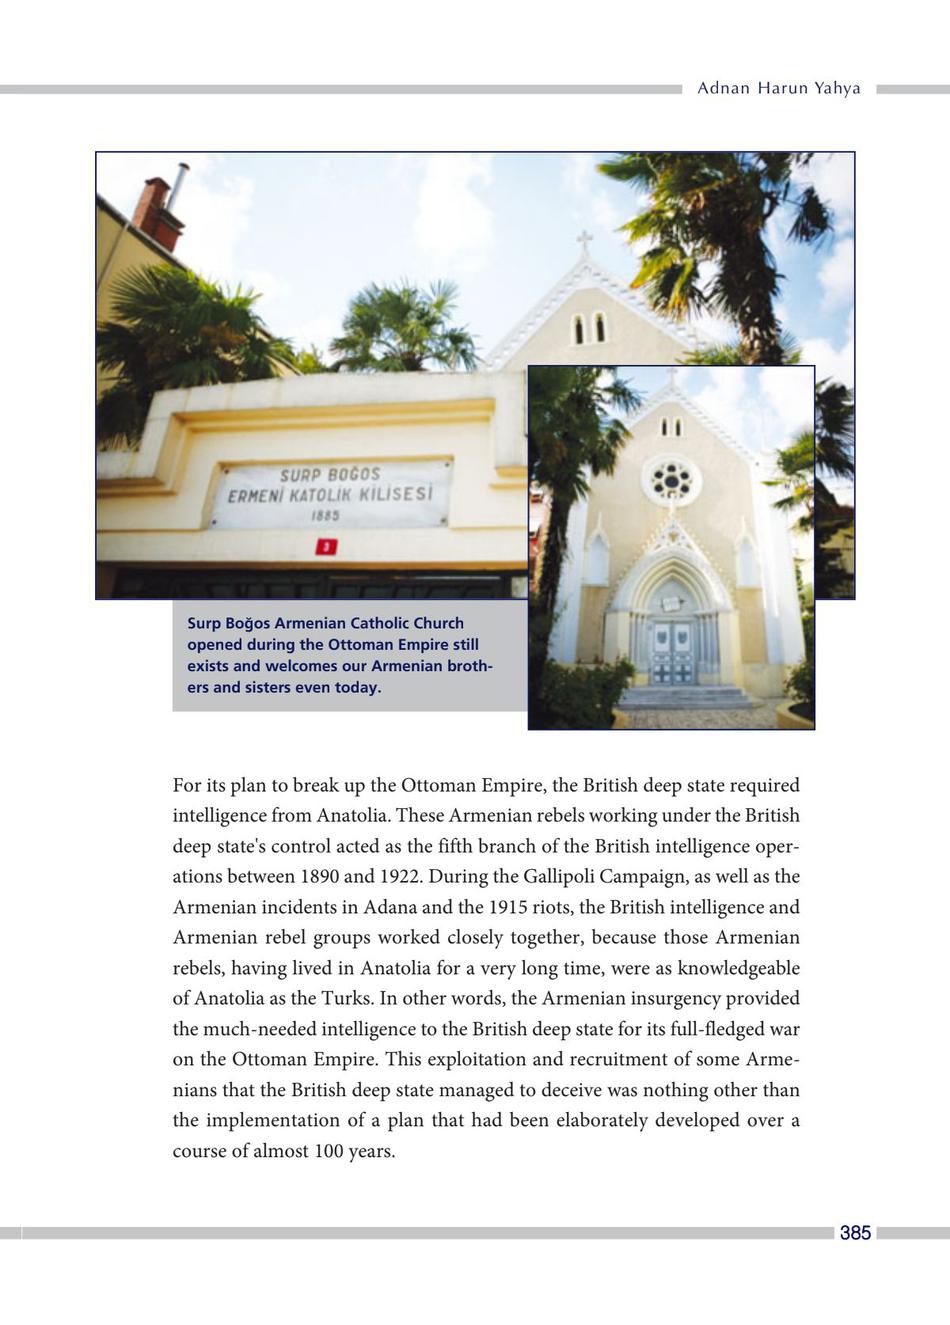 Adnan Harun Yahya
SURP BOĞOS
ERMENİ KATOLİK KİLİSESİ
1885
3
Surp Boğos Armenian Catholic Church
opened during the Ottoman Empire still
exists and welcomes our Armenian broth-
ers and sisters even today.
For its plan to break up the Ottoman Empire, the British deep state required
intelligence from Anatolia. These Armenian rebels working under the British
deep state's control acted as the fifth branch of the British intelligence oper-
ations between 1890 and 1922. During the Gallipoli Campaign, as well as the
Armenian incidents in Adana and the 1915 riots, the British intelligence and
Armenian rebel groups worked closely together, because those Armenian
rebels, having lived in Anatolia for a very long time, were as knowledgeable
of Anatolia as the Turks. In other words, the Armenian insurgency provided
the much-needed intelligence to the British deep state for its full-fledged war
on the Ottoman Empire. This exploitation and recruitment of some Arme-
nians that the British deep state managed to deceive was nothing other than
the implementation of a plan that had been elaborately developed over a
course of almost 100 years.
385